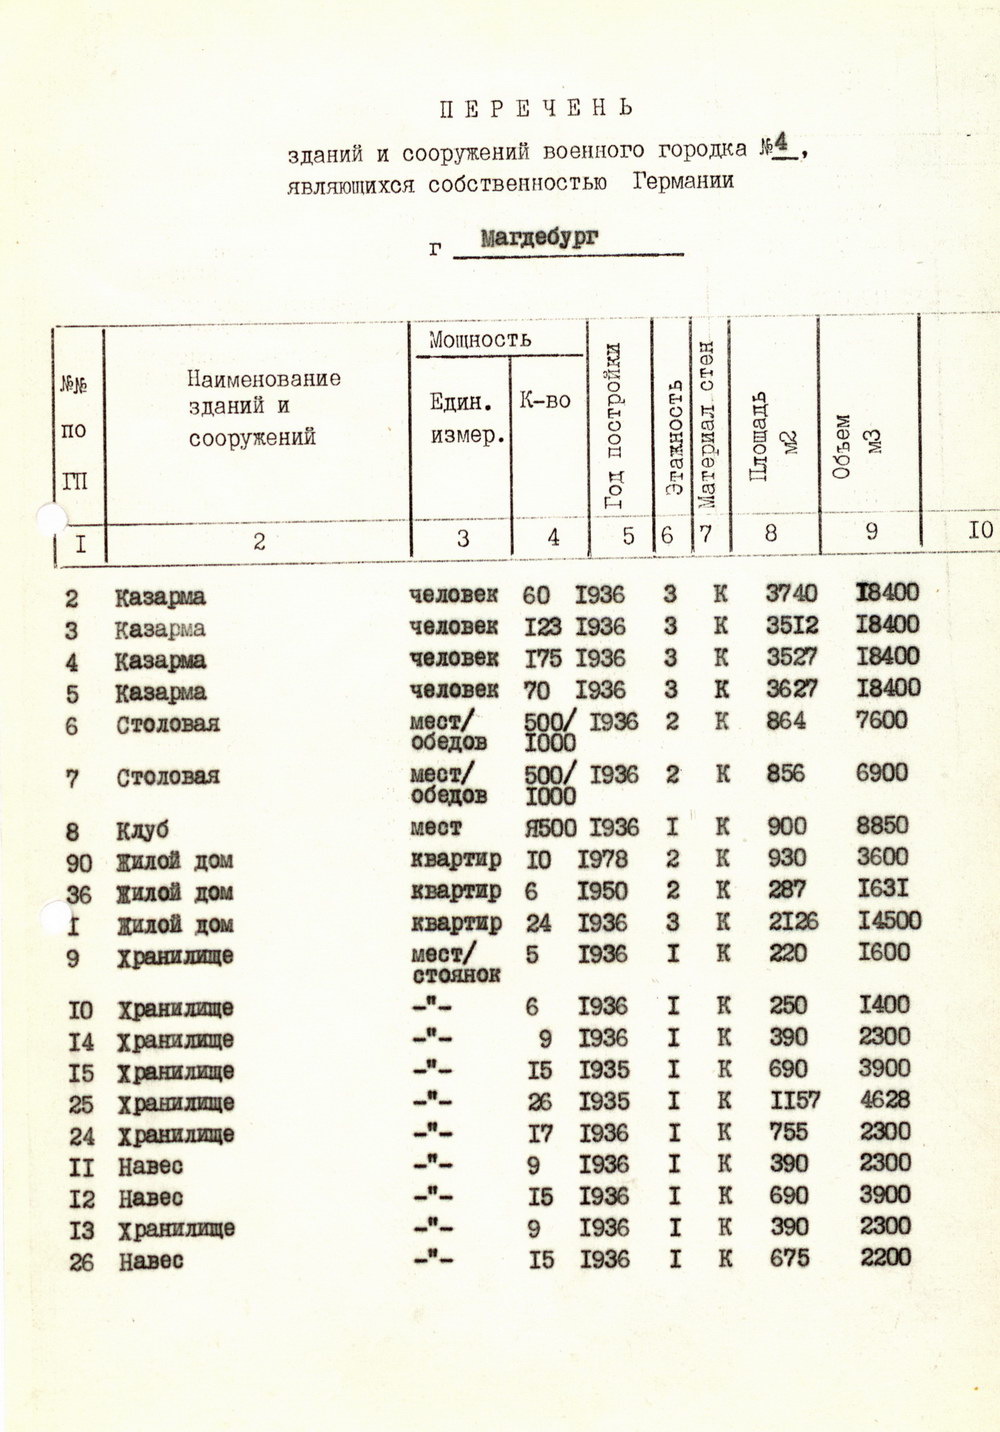 ПЕРЕЧЕНЬ
зданий и сооружений военного городка №4,
являющихся собственностью Германии
г Магдебург
№№ по ГП Наименование зданий и сооружений Мощность Един. измер. К-во Год постройки Этажность Материал стен Площадь м2 Объем м3
I 2 3 4 5 6 7 8 9 IO
2 Казарма человек 60 I936 3 К 3740 I8400
3 Казарма человек I23 I936 3 К 35I2 I8400
4 Казарма человек I75 I936 3 К 3527 I8400
5 Казарма человек 70 I936 3 К 3627 I8400
6 Столовая мест/ 500/ I936 2 К 864 7600
обедов I000
7 Столовая мест/ 500/ I936 2 К 856 6900
обедов I000
8 Клуб мест Я500 I936 I К 900 8850
90 Жилой дом квартир IO I978 2 К 930 3600
36 Жилой дом квартир 6 I950 2 К 287 I63I
I Жилой дом квартир 24 I936 3 К 2I26 I4500
9 Хранилище мест/ 5 I936 I К 220 I600
стоянок
IO Хранилище -"- 6 I936 I К 250 I400
I4 Хранилище -"- 9 I936 I К 390 2300
I5 Хранилище -"- I5 I935 I К 690 3900
25 Хранилище -"- 26 I935 I К II57 4628
24 Хранилище -"- I7 I936 I К 755 2300
II Навес -"- 9 I936 I К 390 2300
I2 Навес -"- I5 I936 I К 690 3900
I3 Хранилище -"- 9 I936 I К 390 2300
26 Навес -"- I5 I936 I К 675 2200